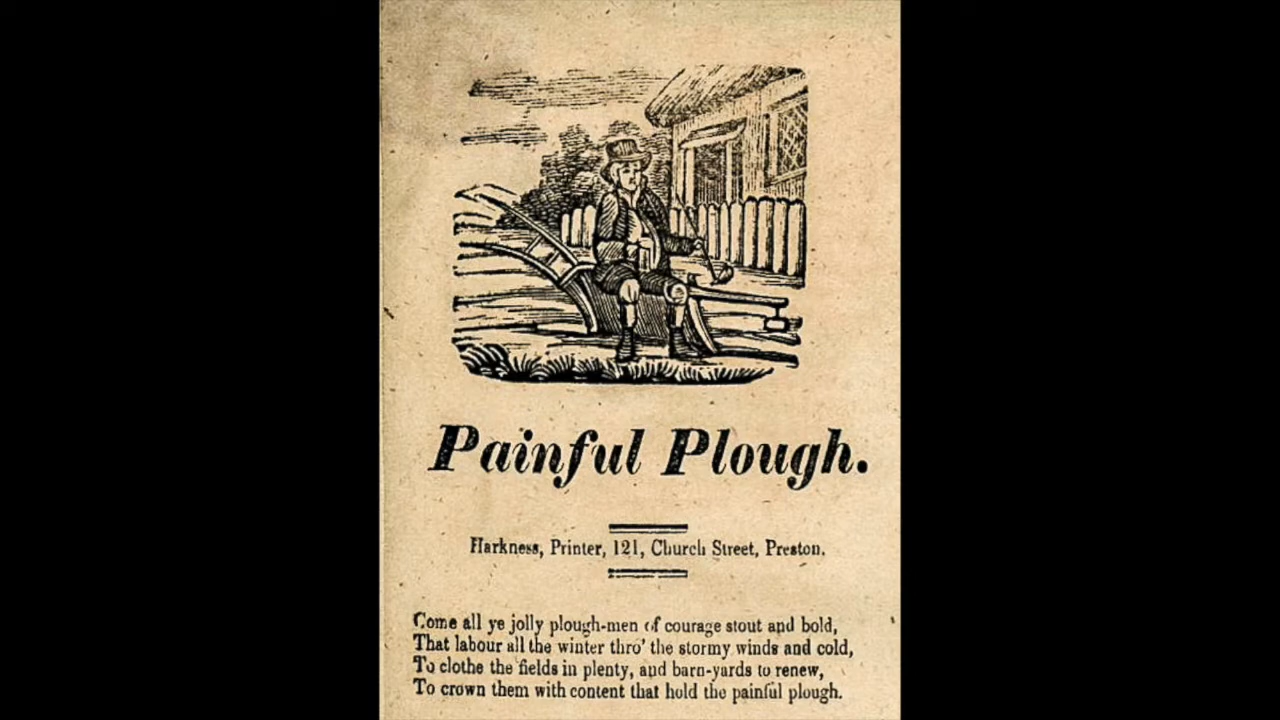 Painful Plough.
Harkness, Printer, 121, Church Street, Preston.
Come all ye jolly plough-men of courage stout and bold,
That labour all the winter thro' the stormy winds and cold,
To clothe the fields in plenty, and barn-yards to renew,
To crown them with content that hold the painful plough.